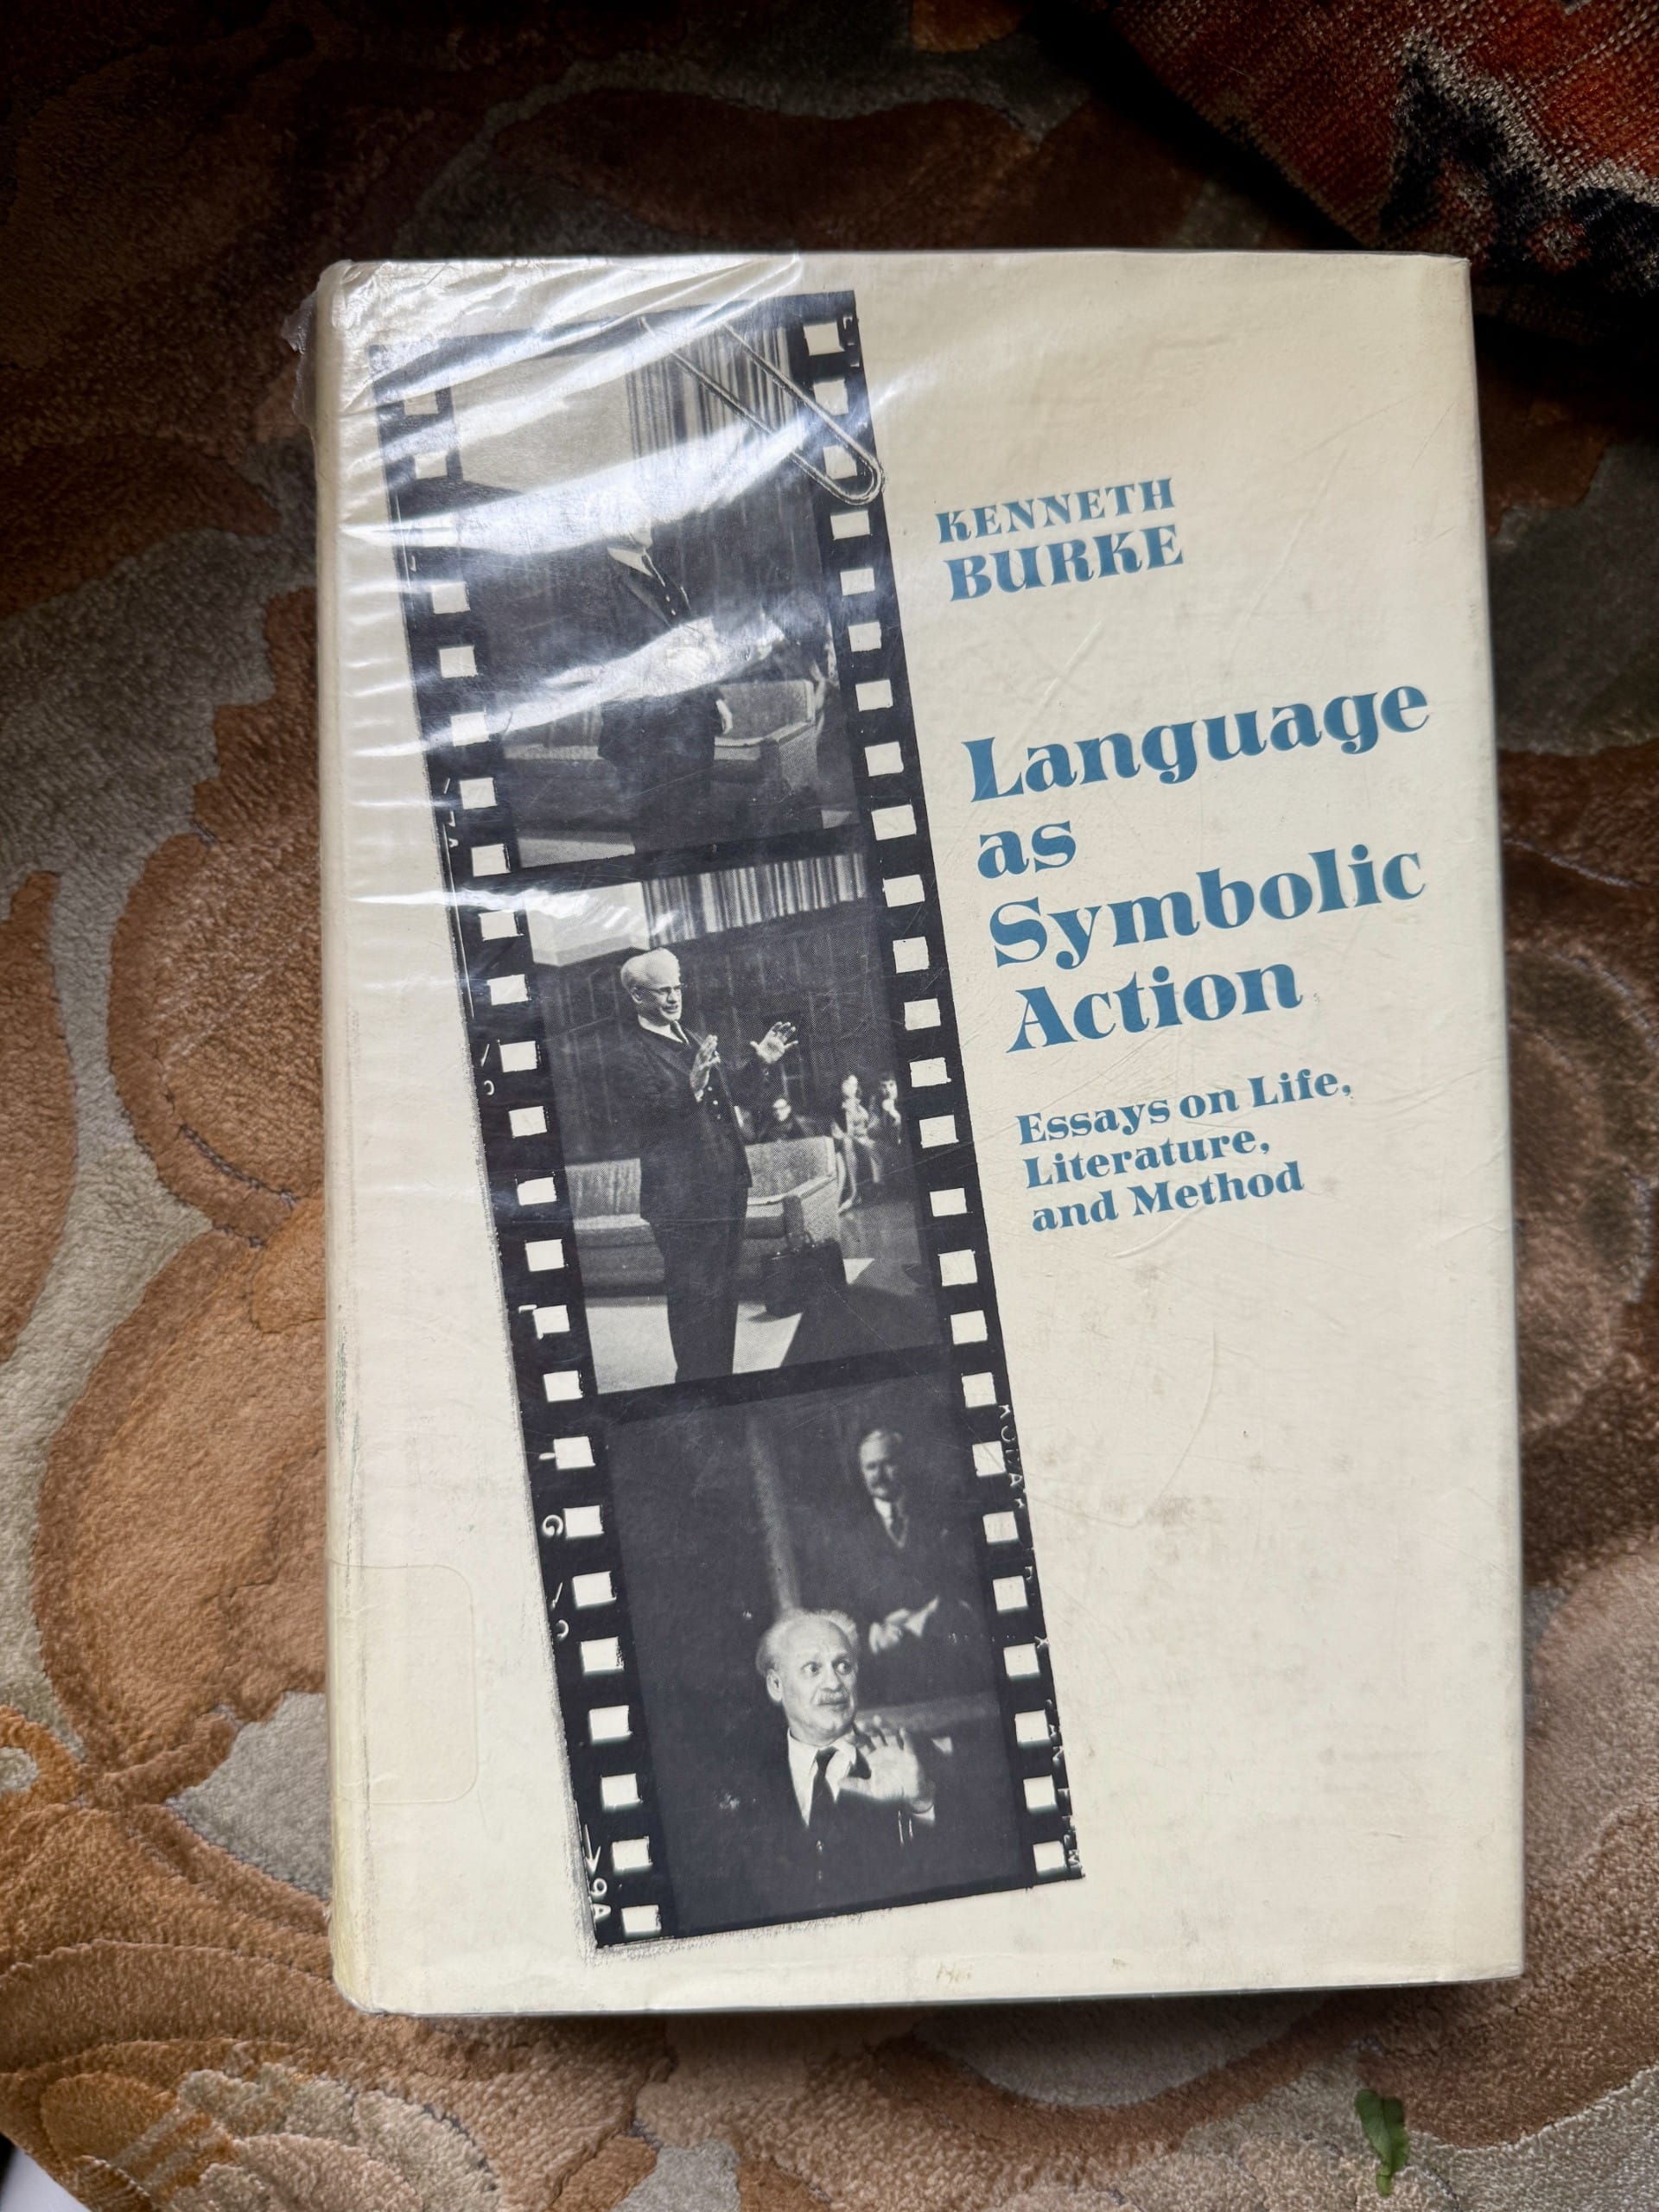 KENNETH
BURKE
Language
as
Symbolic
Action
Essays on Life,
Literature,
and Method